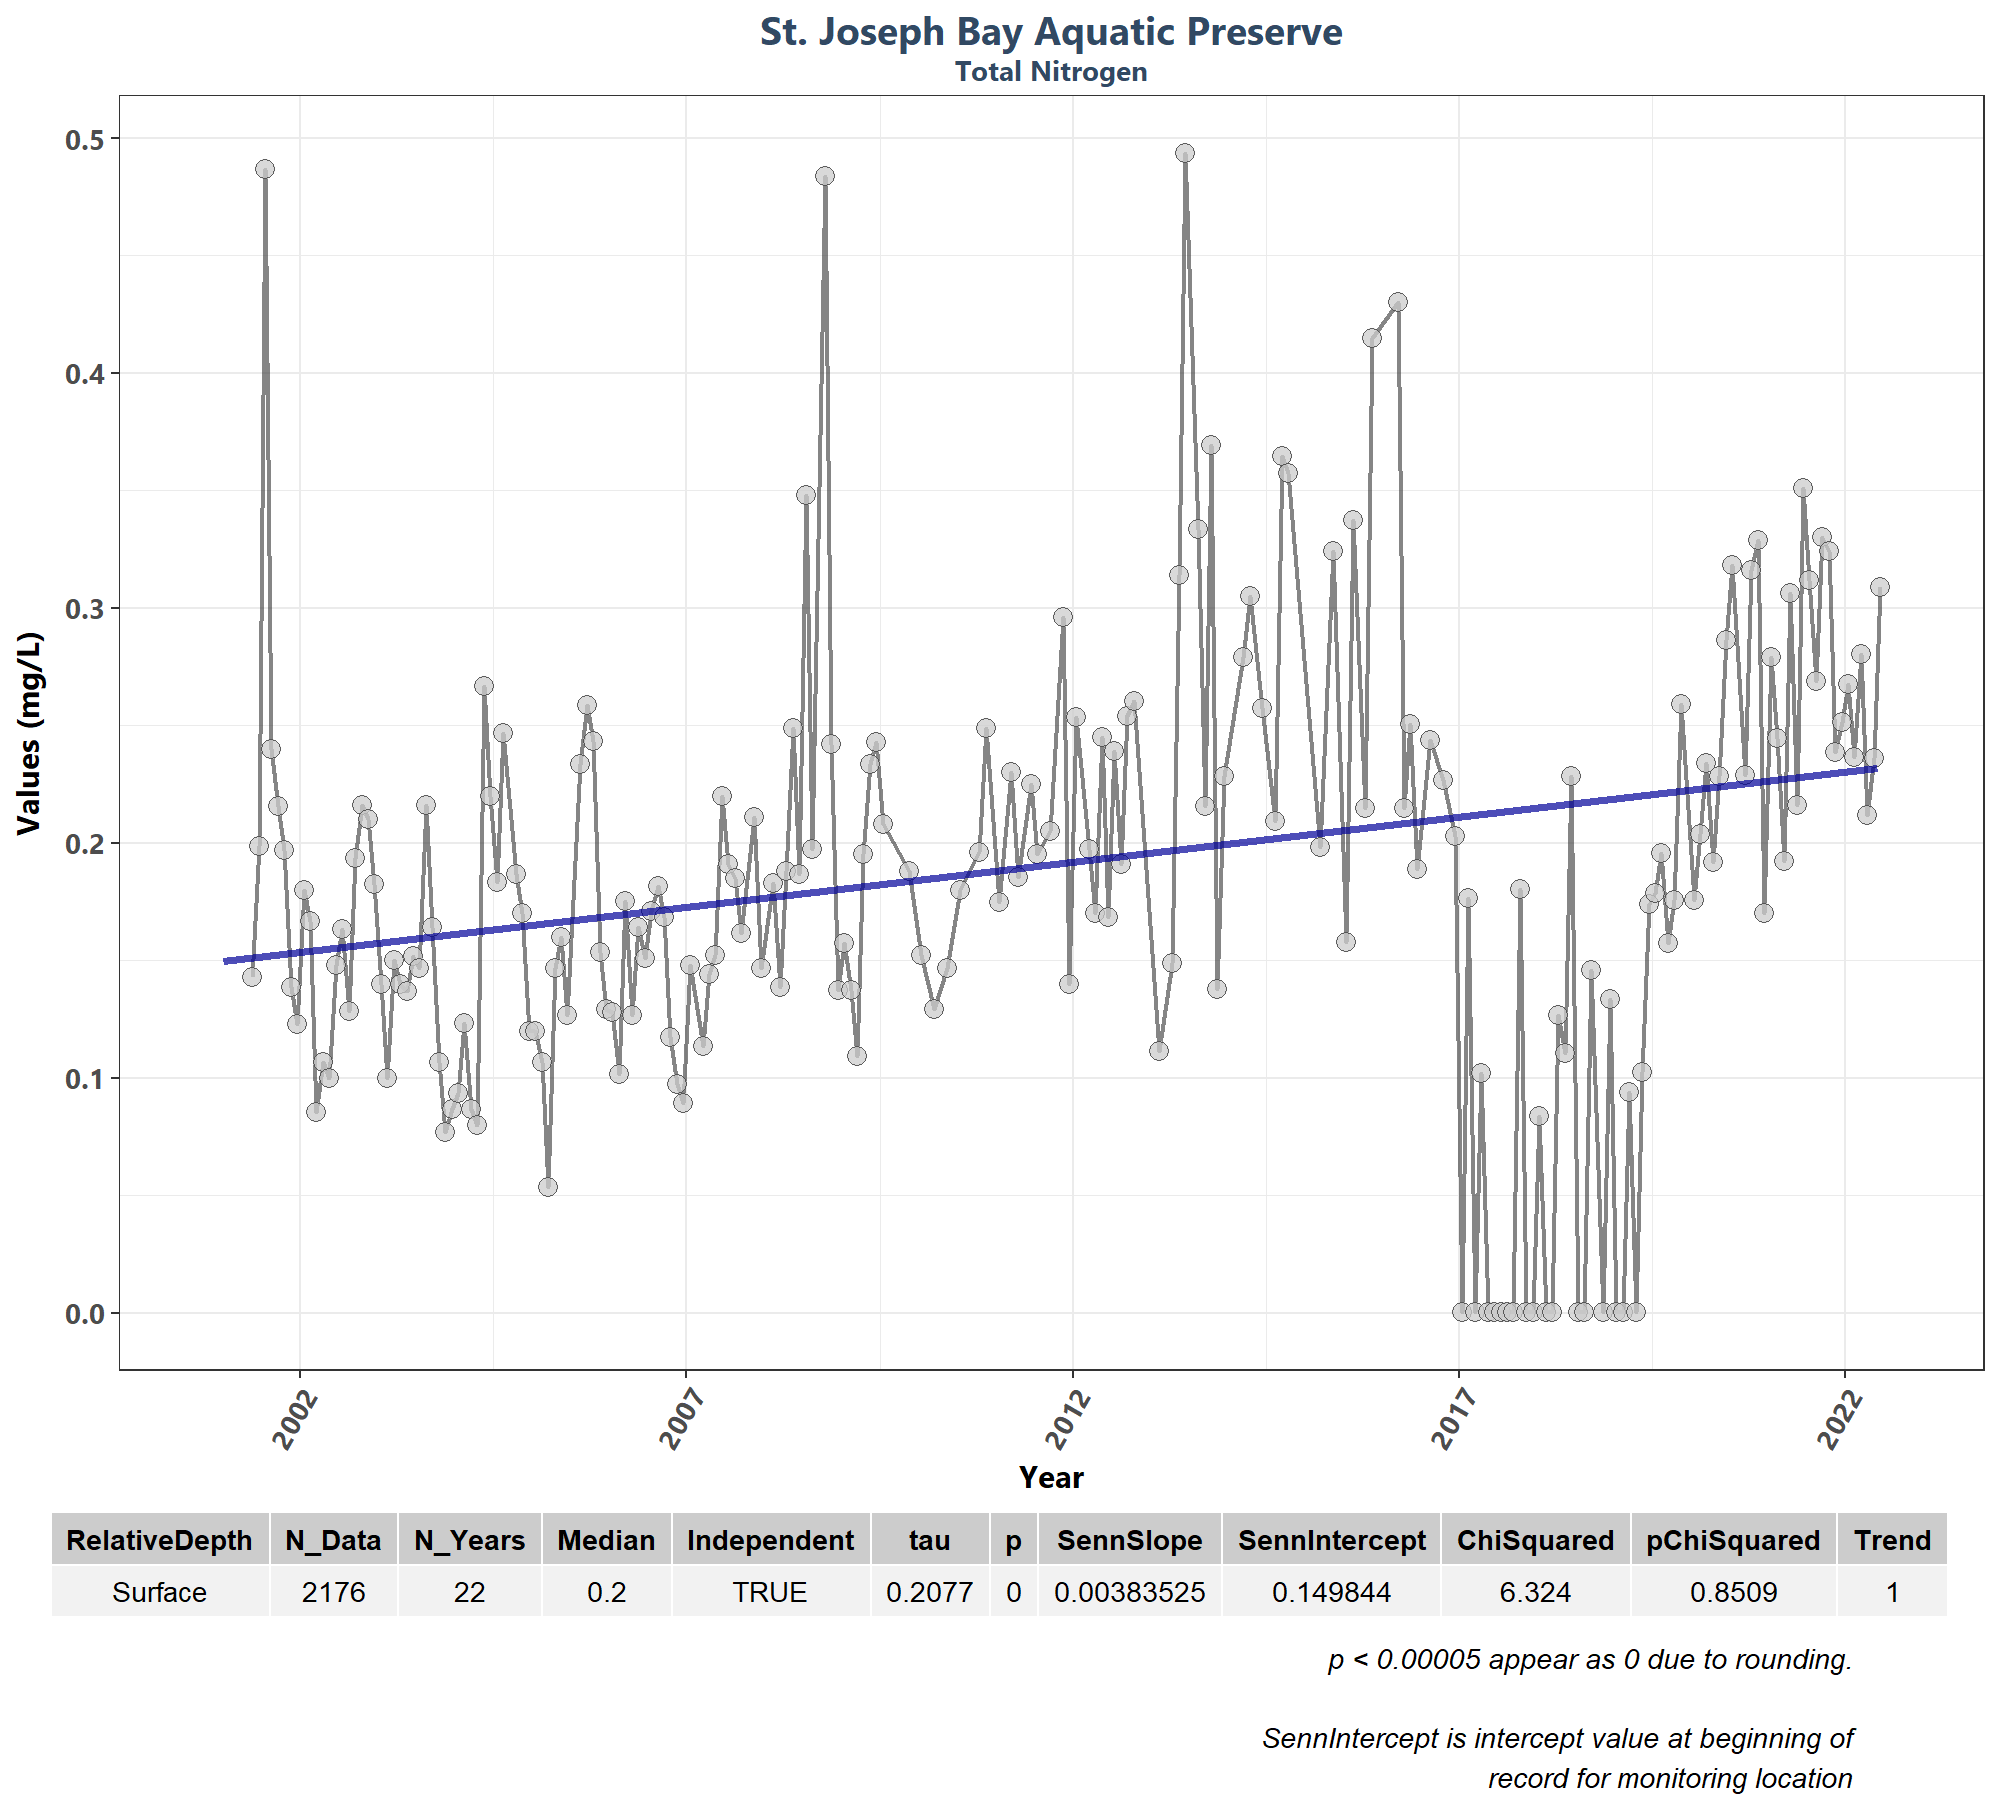 St. Joseph Bay Aquatic Preserve
Total Nitrogen
Values (mg/L)
0.5
0.4
0.3
0.2
0.1
0.0
2002 2007 2012 2017 2022
Year
RelativeDepth N_Data N_Years Median Independent tau p SennSlope SennIntercept ChiSquared pChiSquared Trend
Surface 2176 22 0.2 TRUE 0.2077 0 0.00383525 0.149844 6.324 0.8509 1
p < 0.00005 appear as 0 due to rounding.
SennIntercept is intercept value at beginning of
record for monitoring location